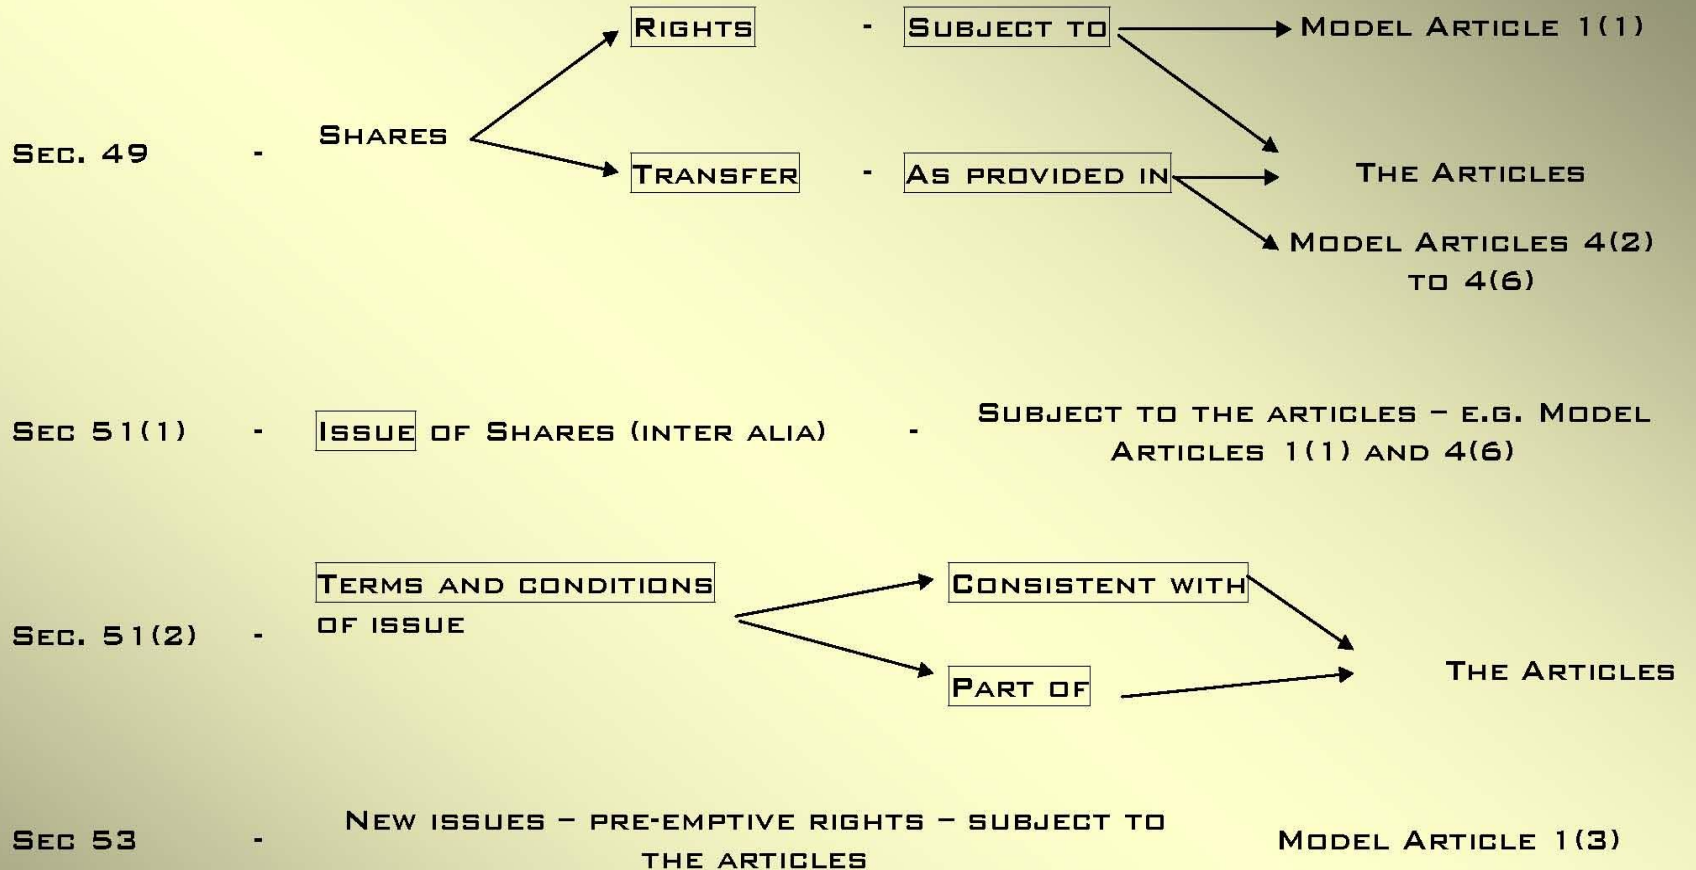 Rights - Subject to Model Article 1(1)
Sec. 49 - Shares
Transfer - As provided in The Articles
Model Articles 4(2)
to 4(6)
Sec 51(1) - Issue of Shares (inter alia) - Subject to the articles – e.g. Model
Articles 1(1) and 4(6)
Terms and conditions Consistent with
Sec. 51(2) - of issue
Part of The Articles
Sec 53 - New issues – pre-emptive rights – subject to Model Article 1(3)
the articles